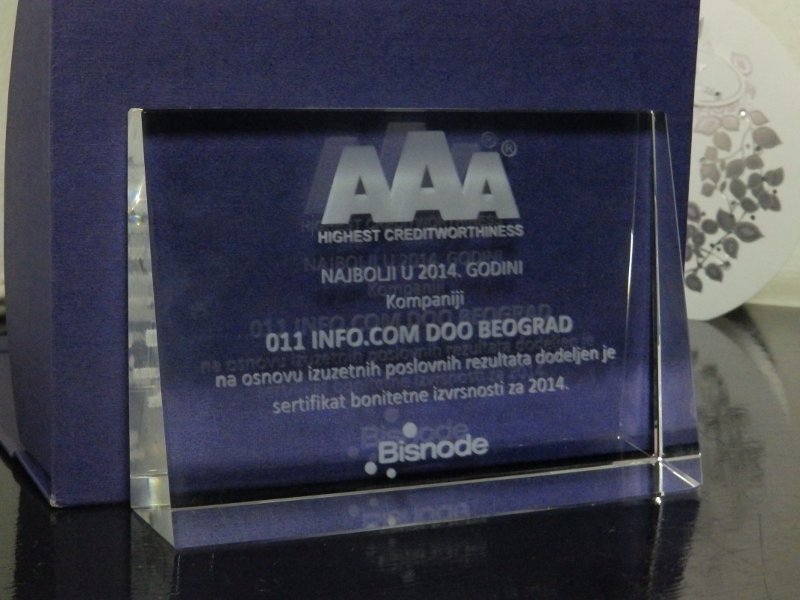 AAA ®
HIGHEST CREDITWORTHINESS
NAJBOLJI U 2014. GODINI
Kompaniji
011 INFO.COM DOO BEOGRAD
na osnovu izuzetnih poslovnih rezultata dodeljen je
sertifikat bonitetne izvrsnosti za 2014.
Bisnode